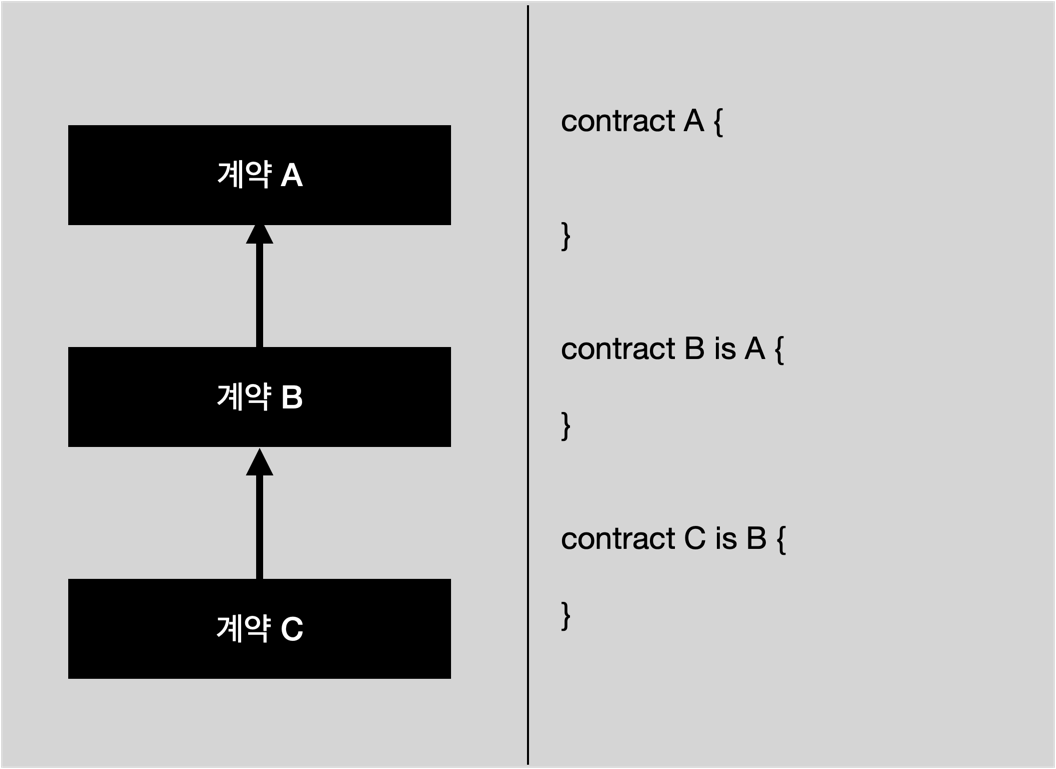 계약 A
계약 B
계약 C
contract A {
}
contract B is A {
}
contract C is B {
}